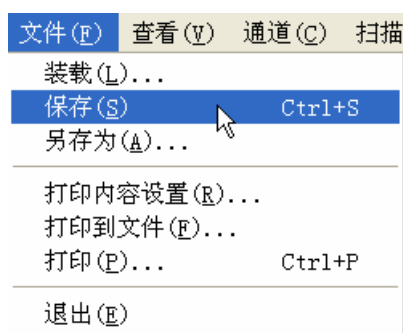 文件(F) 查看(V) 通道(C) 扫描
装载(L)...
保存(S) Ctrl+S
另存为(A)...
打印内容设置(R)...
打印到文件(F)...
打印(P)... Ctrl+P
退出(E)